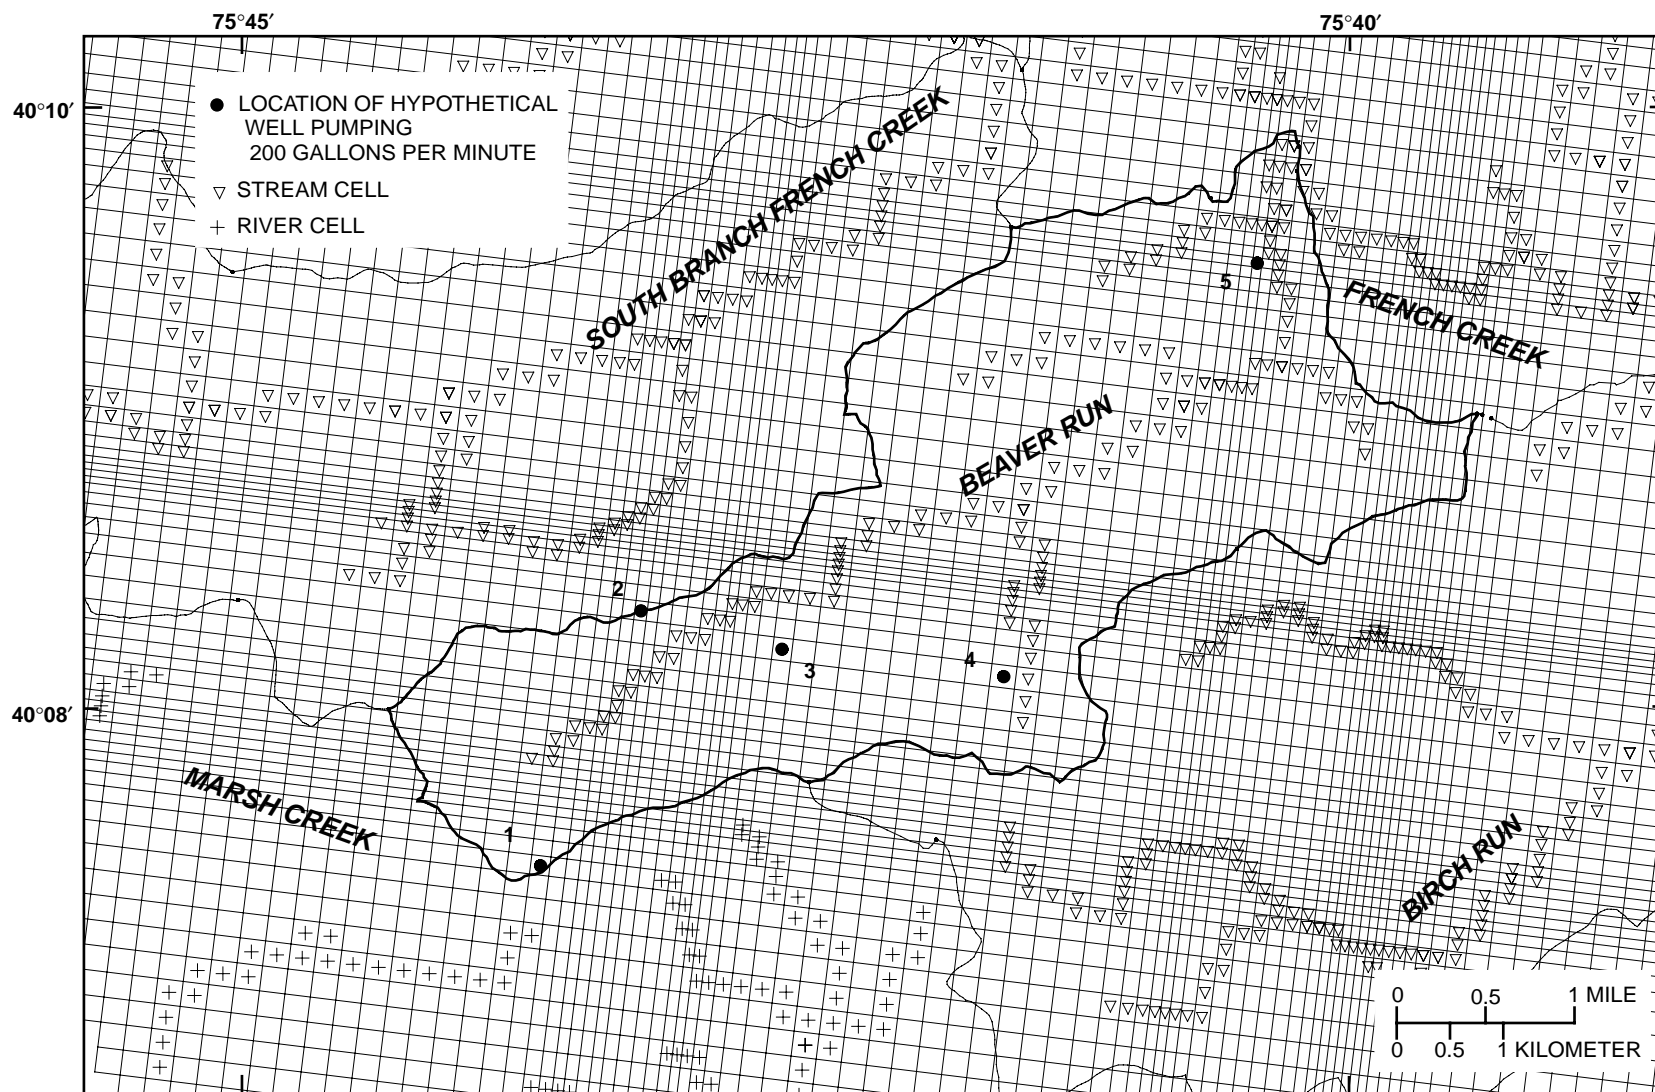 75°45′
75°40′
40°10′
LOCATION OF HYPOTHETICAL
WELL PUMPING
200 GALLONS PER MINUTE
STREAM CELL
RIVER CELL
SOUTH BRANCH FRENCH CREEK
5
FRENCH CREEK
BEAVER RUN
2
3
4
40°08′
MARSH CREEK
1
BIRCH RUN
0 0.5 1 MILE
0 0.5 1 KILOMETER